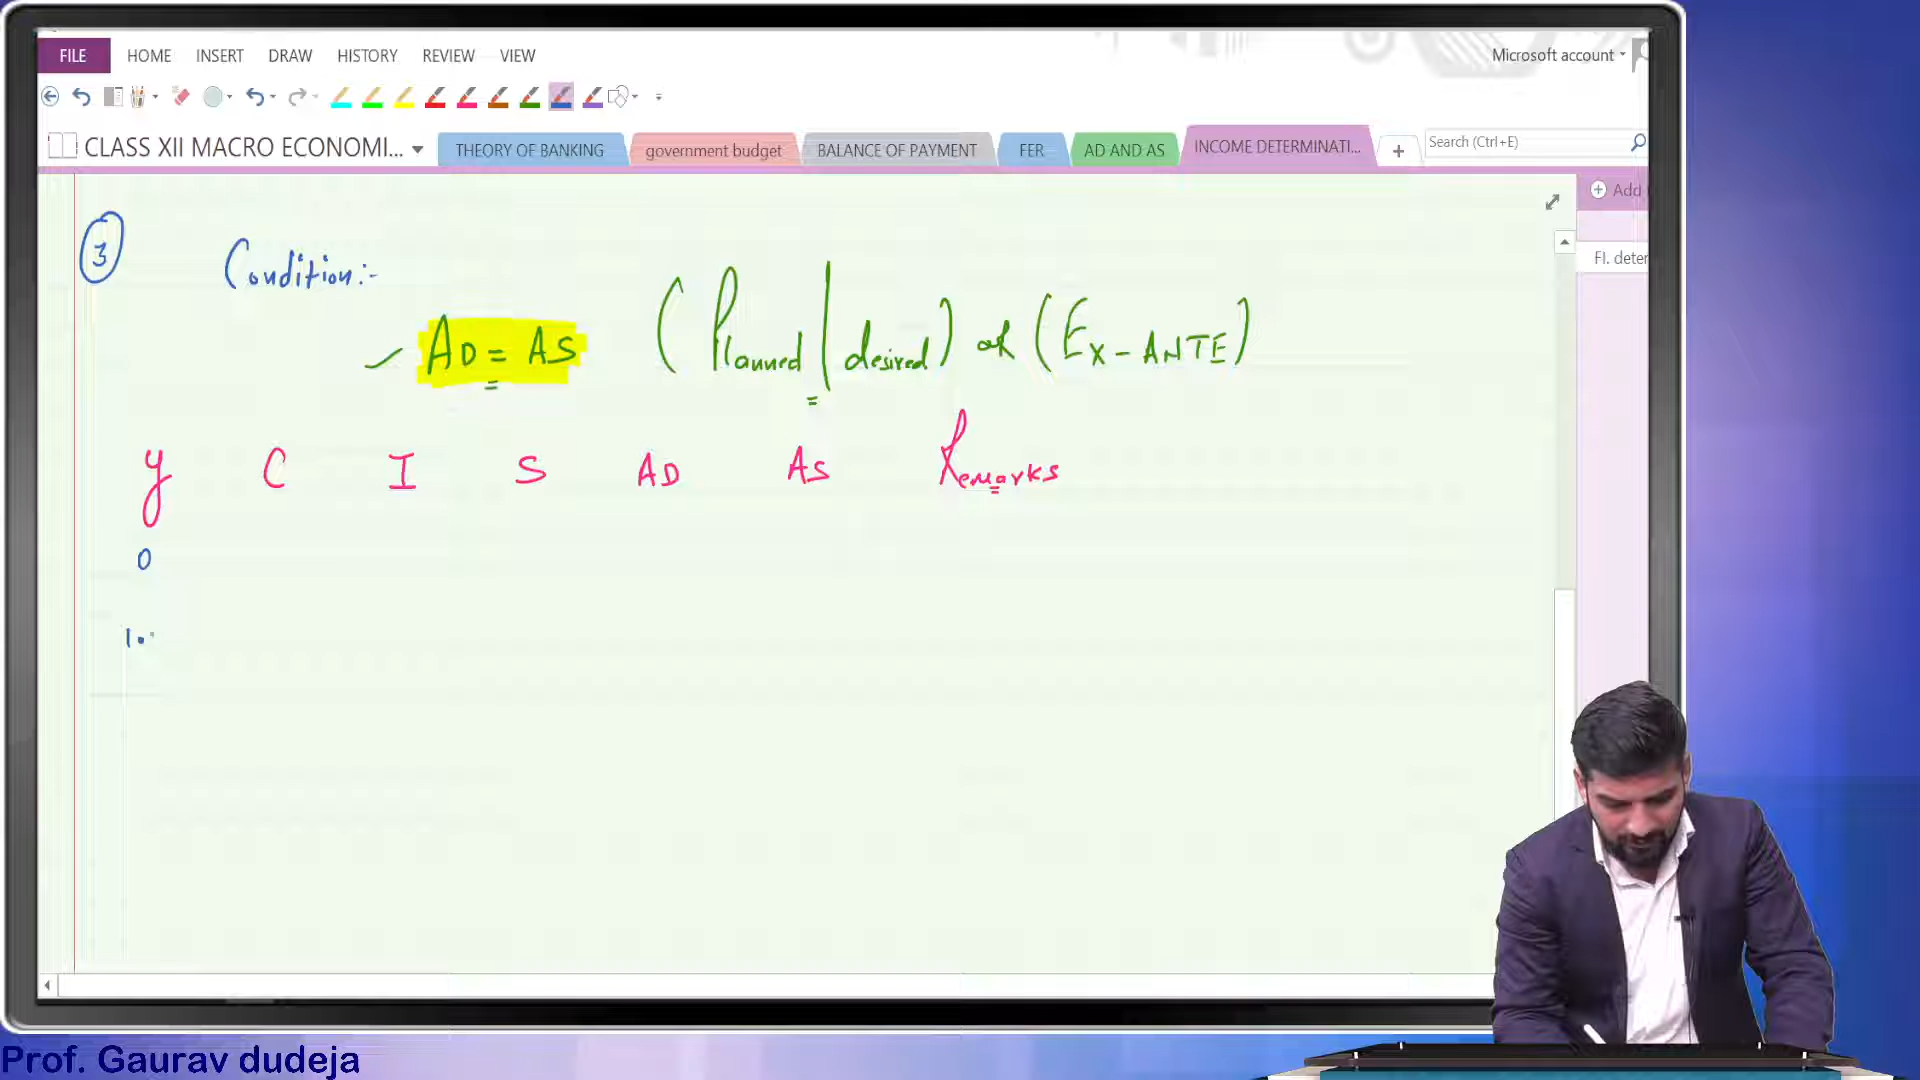 FILE HOME INSERT DRAW HISTORY REVIEW VIEW Microsoft account
CLASS XII MACRO ECONOMI... THEORY OF BANKING government budget BALANCE OF PAYMENT FER AD AND AS INCOME DETERMINATI... + Search (Ctrl+E)
Add
FI. deter
3 Condition:-
AD = AS (Planned | desired) or (Ex-ANTE)
y C I S AD AS Remarks
0
Prof. Gaurav dudeja